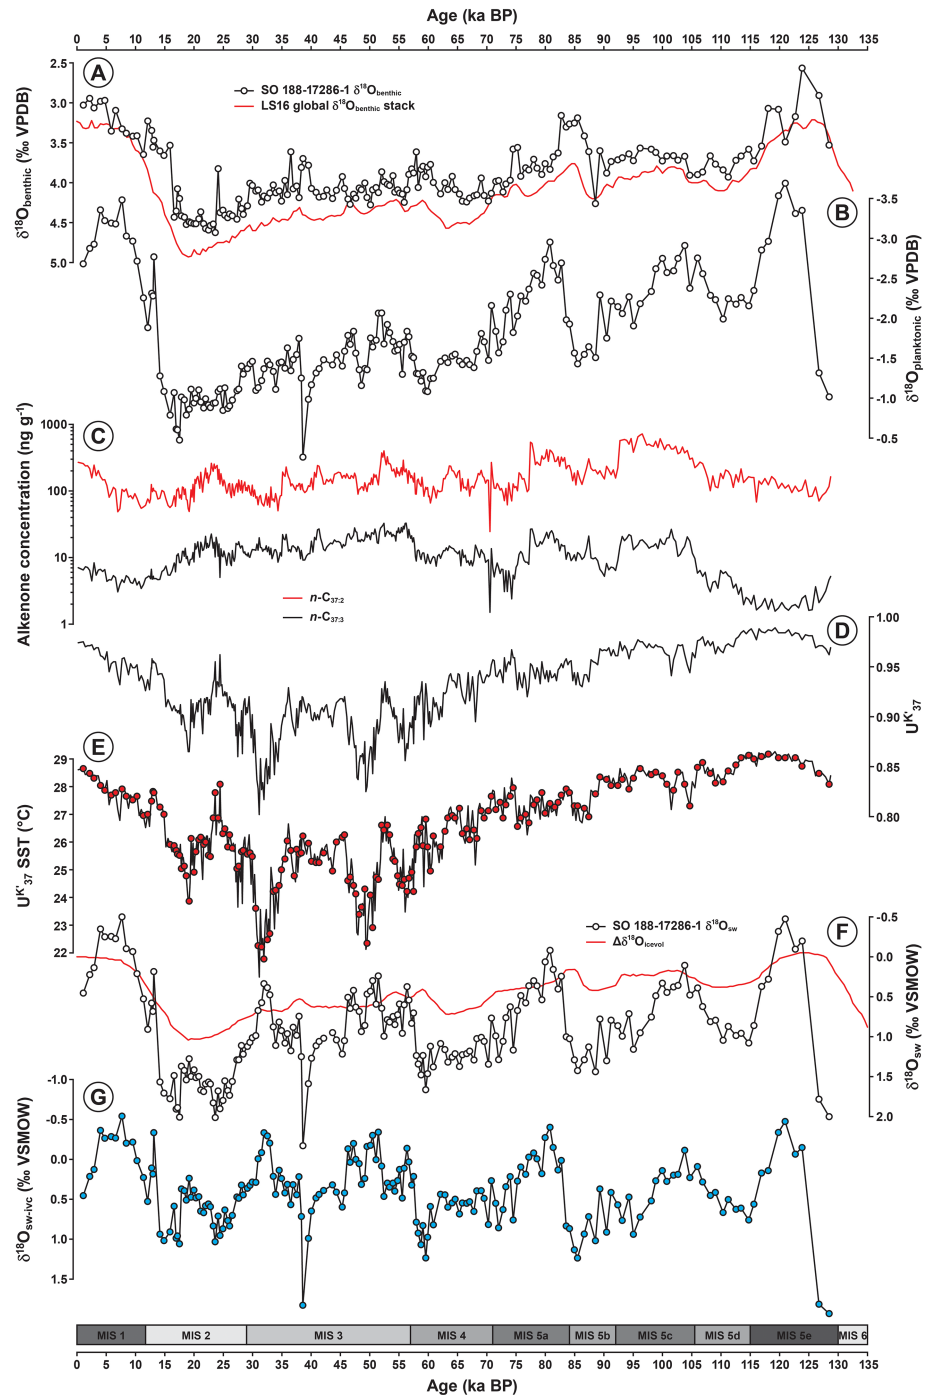 Age (ka BP)
0 5 10 15 20 25 30 35 40 45 50 55 60 65 70 75 80 85 90 95 100 105 110 115 120 125 130 135
A
SO 188-17286-1 δ¹⁸Obenthic
LS16 global δ¹⁸Obenthic stack
δ¹⁸Obenthic (‰ VPDB)
2.5
3.0
3.5
4.0
4.5
5.0
B
δ¹⁸Oplanktonic (‰ VPDB)
-3.5
-3.0
-2.5
-2.0
-1.5
-1.0
-0.5
C
Alkenone concentration (ng g⁻¹)
1000
100
10
1
n-C37:2
n-C37:3
D
Uᴷ'37
1.00
0.95
0.90
0.85
0.80
E
Uᴷ'37 SST (°C)
29
28
27
26
25
24
23
22
SO 188-17286-1 δ¹⁸Osw
Δδ¹⁸Oicevol
F
δ¹⁸Osw (‰ VSMOW)
-0.5
0.0
0.5
1.0
1.5
2.0
G
δ¹⁸Osw-ivc (‰ VSMOW)
-1.0
-0.5
0.0
0.5
1.0
1.5
MIS 1 MIS 2 MIS 3 MIS 4 MIS 5a MIS 5b MIS 5c MIS 5d MIS 5e MIS 6
0 5 10 15 20 25 30 35 40 45 50 55 60 65 70 75 80 85 90 95 100 105 110 115 120 125 130 135
Age (ka BP)